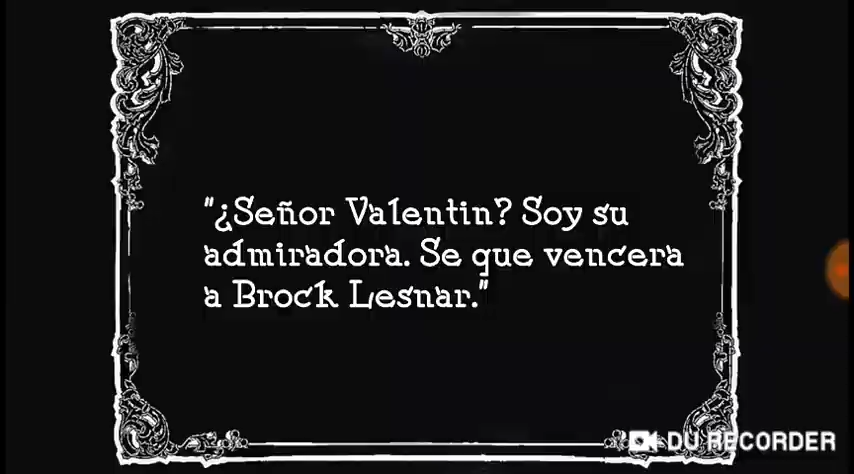 "¿Señor Valentin? Soy su
admiradora. Se que vencera
a Brock Lesnar."
DU RECORDER